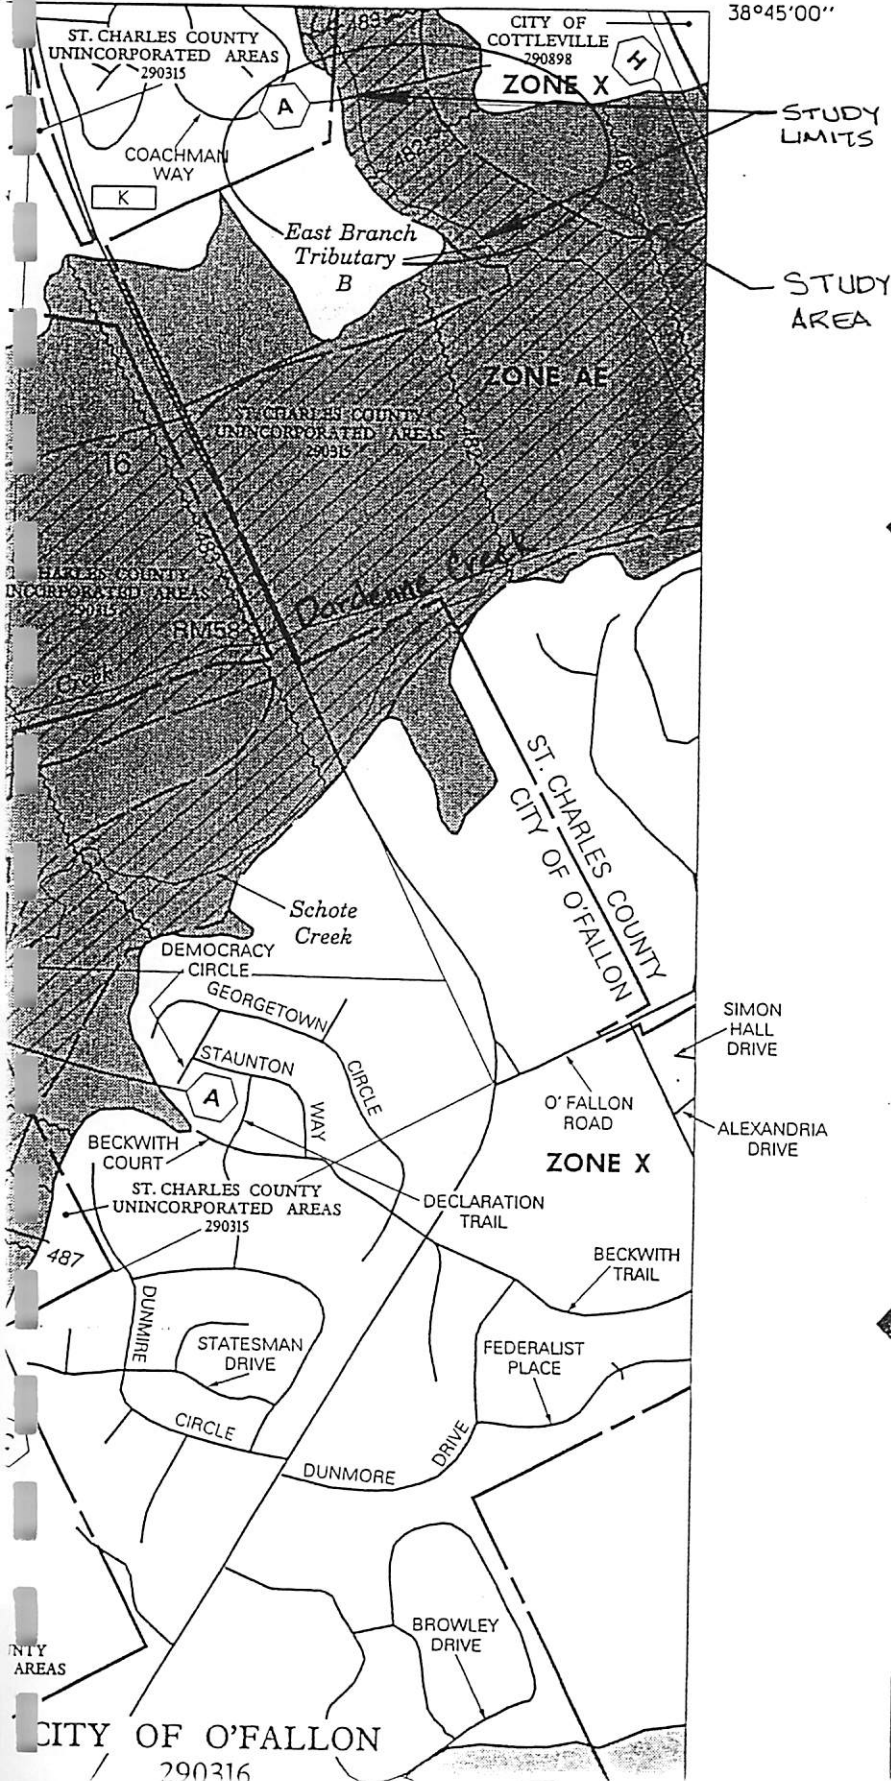 38°45'00''
ST. CHARLES COUNTY
UNINCORPORATED AREAS
290315
483
CITY OF
COTTLEVILLE
290898
ZONE X
H
A
STUDY
LIMITS
COACHMAN
WAY
482
K
East Branch
Tributary
B
STUDY
AREA
ZONE AE
ST. CHARLES COUNTY
UNINCORPORATED AREAS
290315
482
16
483
RM58
Dardenne Creek
Creek
ST. CHARLES COUNTY
CITY OF O'FALLON
Schote
Creek
DEMOCRACY
CIRCLE
GEORGETOWN
CIRCLE
STAUNTON
WAY
A
SIMON
HALL
DRIVE
O'FALLON
ROAD
ALEXANDRIA
DRIVE
BECKWITH
COURT
ZONE X
ST. CHARLES COUNTY
UNINCORPORATED AREAS
290315
DECLARATION
TRAIL
487
BECKWITH
TRAIL
DUNMIRE
CIRCLE
STATESMAN
DRIVE
FEDERALIST
PLACE
DUNMORE
DRIVE
BROWLEY
DRIVE
AREAS
CITY OF O'FALLON
290316